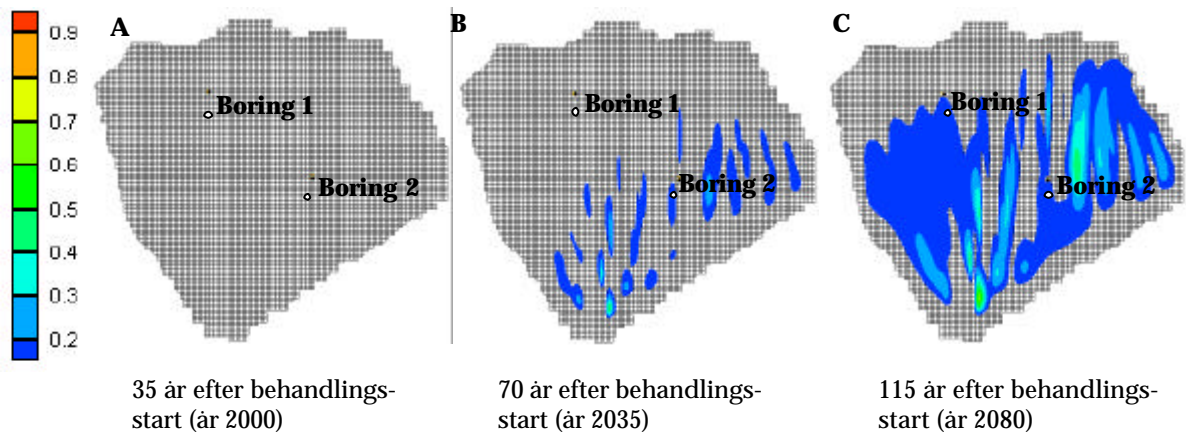 0.9
0.8
0.7
0.6
0.5
0.4
0.3
0.2
A
Boring 1
Boring 2
35 år efter behandlings-
start (år 2000)
B
Boring 1
Boring 2
70 år efter behandlings-
start (år 2035)
C
Boring 1
Boring 2
115 år efter behandlings-
start (år 2080)